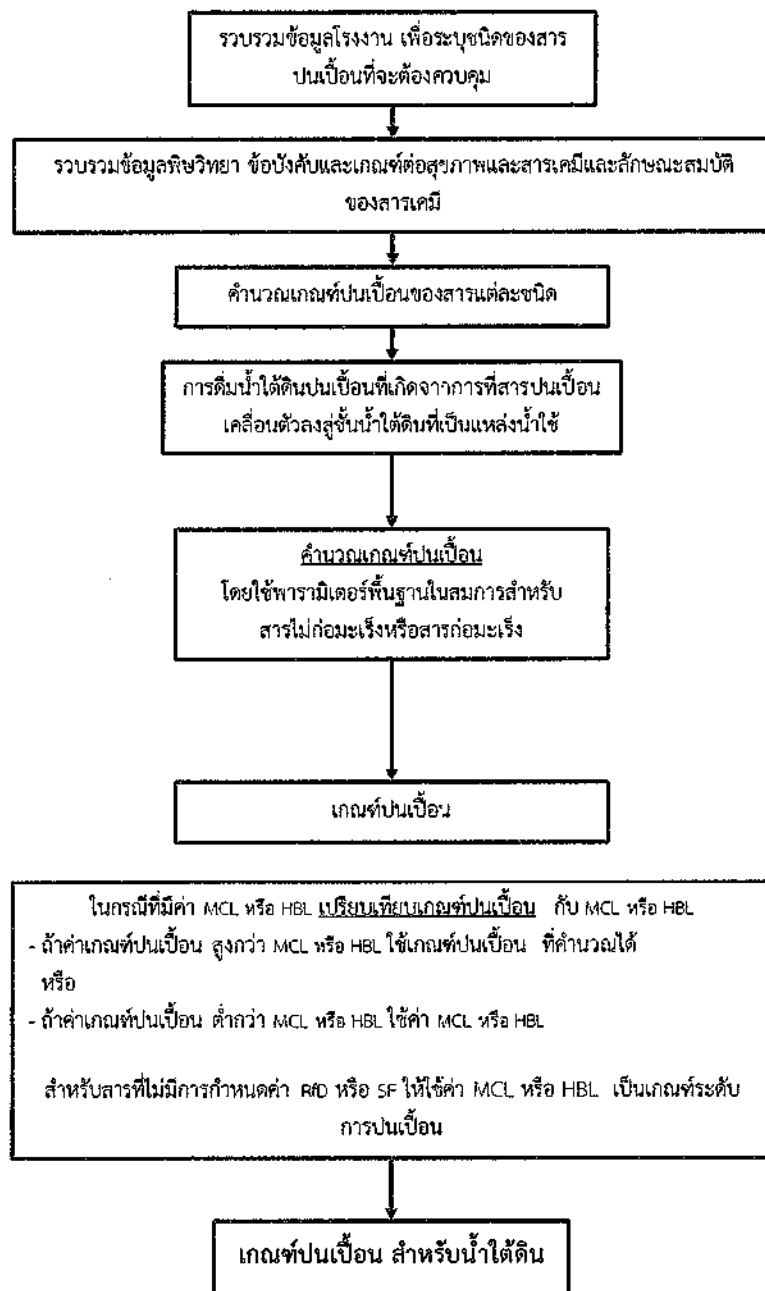 รวบรวมข้อมูลโรงงาน เพื่อระบุชนิดของสาร
ปนเปื้อนที่จะต้องควบคุม
รวบรวมข้อมูลพิษวิทยา ข้อบังคับและเกณฑ์ต่อสุขภาพและสารเคมีและลักษณะสมบัติ
ของสารเคมี
คำนวณเกณฑ์ปนเปื้อนของสารแต่ละชนิด
การดื่มน้ำใต้ดินปนเปื้อนที่เกิดจากการที่สารปนเปื้อน
เคลื่อนตัวลงสู่ชั้นน้ำใต้ดินที่เป็นแหล่งน้ำใช้
คำนวณเกณฑ์ปนเปื้อน
โดยใช้พารามิเตอร์พื้นฐานในสมการสำหรับ
สารไม่ก่อมะเร็งหรือสารก่อมะเร็ง
เกณฑ์ปนเปื้อน
ในกรณีที่มีค่า MCL หรือ HBL เปรียบเทียบเกณฑ์ปนเปื้อน กับ MCL หรือ HBL
- ถ้าค่าเกณฑ์ปนเปื้อน สูงกว่า MCL หรือ HBL ใช้เกณฑ์ปนเปื้อน ที่คำนวณได้
หรือ
- ถ้าค่าเกณฑ์ปนเปื้อน ต่ำกว่า MCL หรือ HBL ใช้ค่า MCL หรือ HBL
สำหรับสารที่ไม่มีการกำหนดค่า RfD หรือ SF ให้ใช้ค่า MCL หรือ HBL เป็นเกณฑ์ระดับ
การปนเปื้อน
เกณฑ์ปนเปื้อน สำหรับน้ำใต้ดิน